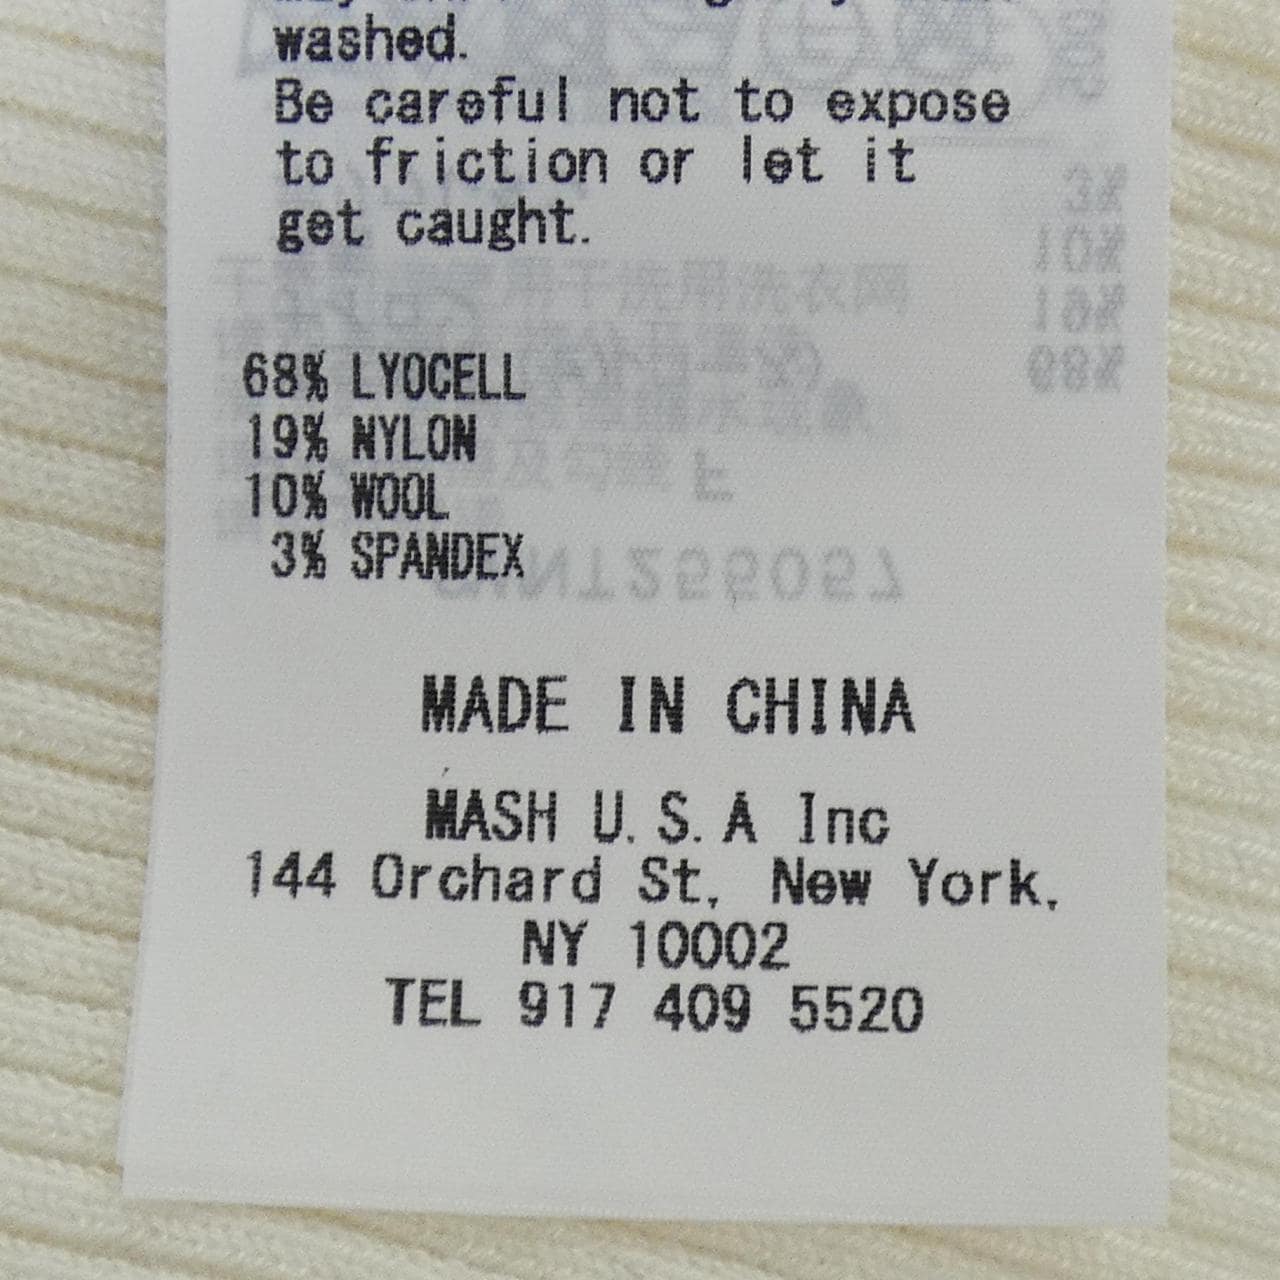 washed.
Be careful not to expose
to friction or let it
get caught.
68% LYOCELL
19% NYLON
10% WOOL
3% SPANDEX
MADE IN CHINA
MASH U.S.A Inc
144 Orchard St, New York,
NY 10002
TEL 917 409 5520